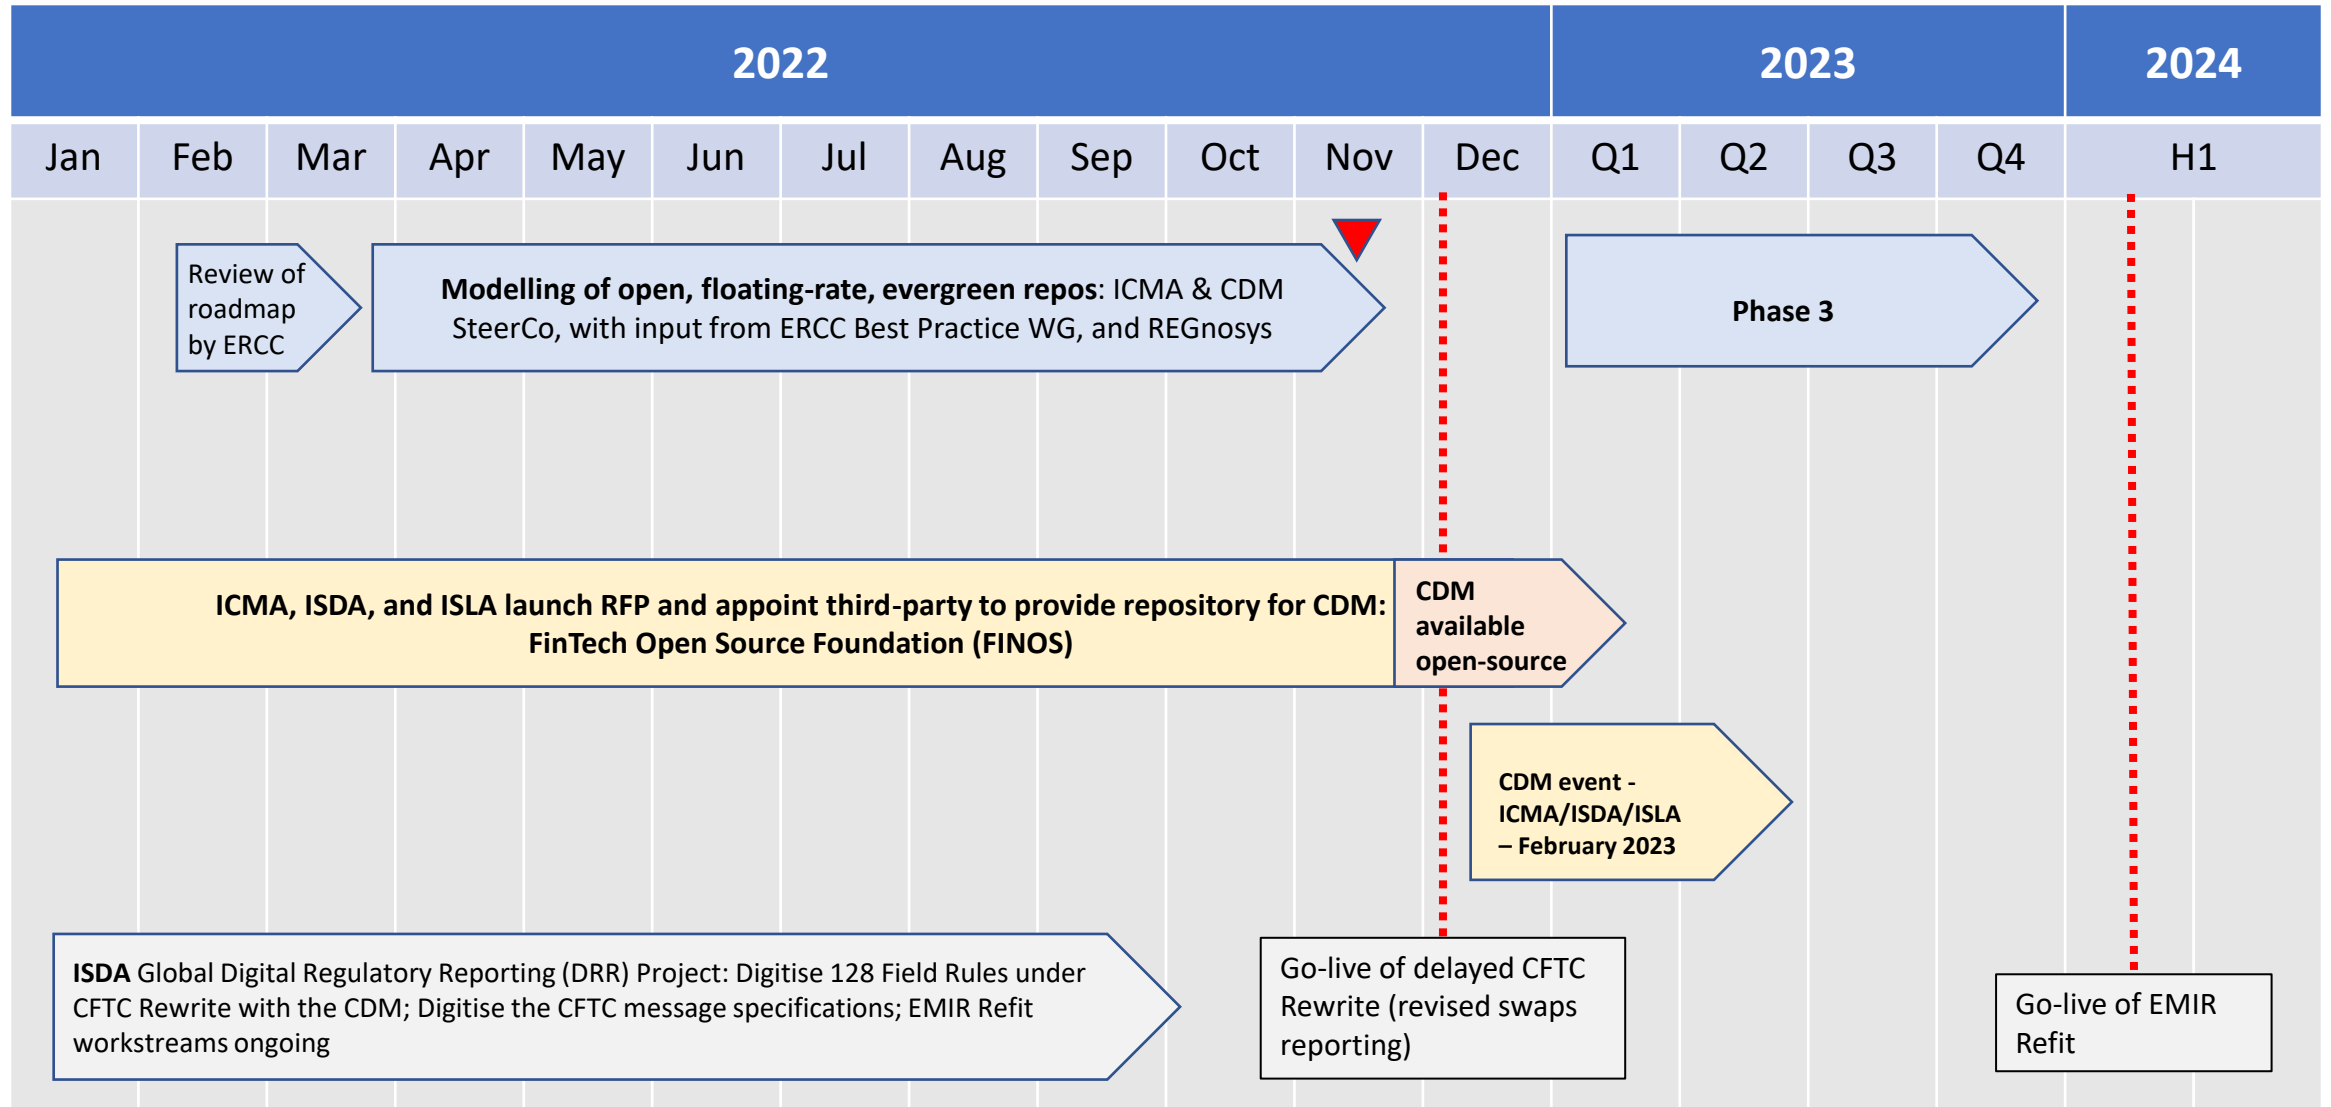 2022
2023
2024
Jan
Feb
Mar
Apr
May
Jun
Jul
Aug
Sep
Oct
Nov
Dec
Q1
Q2
Q3
Q4
H1
Review of
roadmap
by ERCC
Modelling of open, floating-rate, evergreen repos: ICMA & CDM
SteerCo, with input from ERCC Best Practice WG, and REGnosys
Phase 3
ICMA, ISDA, and ISLA launch RFP and appoint third-party to provide repository for CDM:
FinTech Open Source Foundation (FINOS)
CDM
available
open-source
CDM event -
ICMA/ISDA/ISLA
– February 2023
ISDA Global Digital Regulatory Reporting (DRR) Project: Digitise 128 Field Rules under
CFTC Rewrite with the CDM; Digitise the CFTC message specifications; EMIR Refit
workstreams ongoing
Go-live of delayed CFTC
Rewrite (revised swaps
reporting)
Go-live of EMIR
Refit